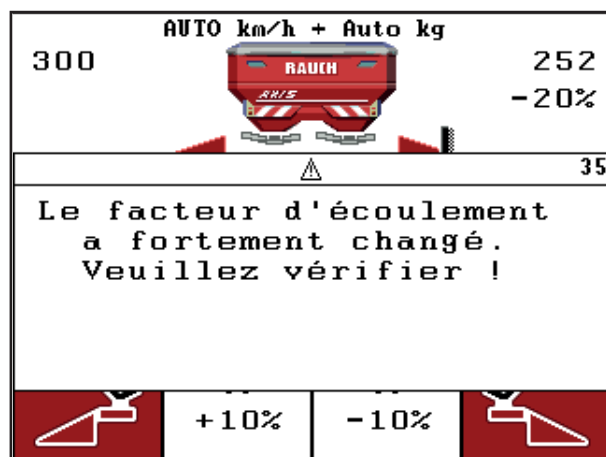 AUTO km/h + Auto kg
300
252
-20%
RAUCH
AXIS
35
Le facteur d'écoulement
a fortement changé.
Veuillez vérifier !
+10%
-10%